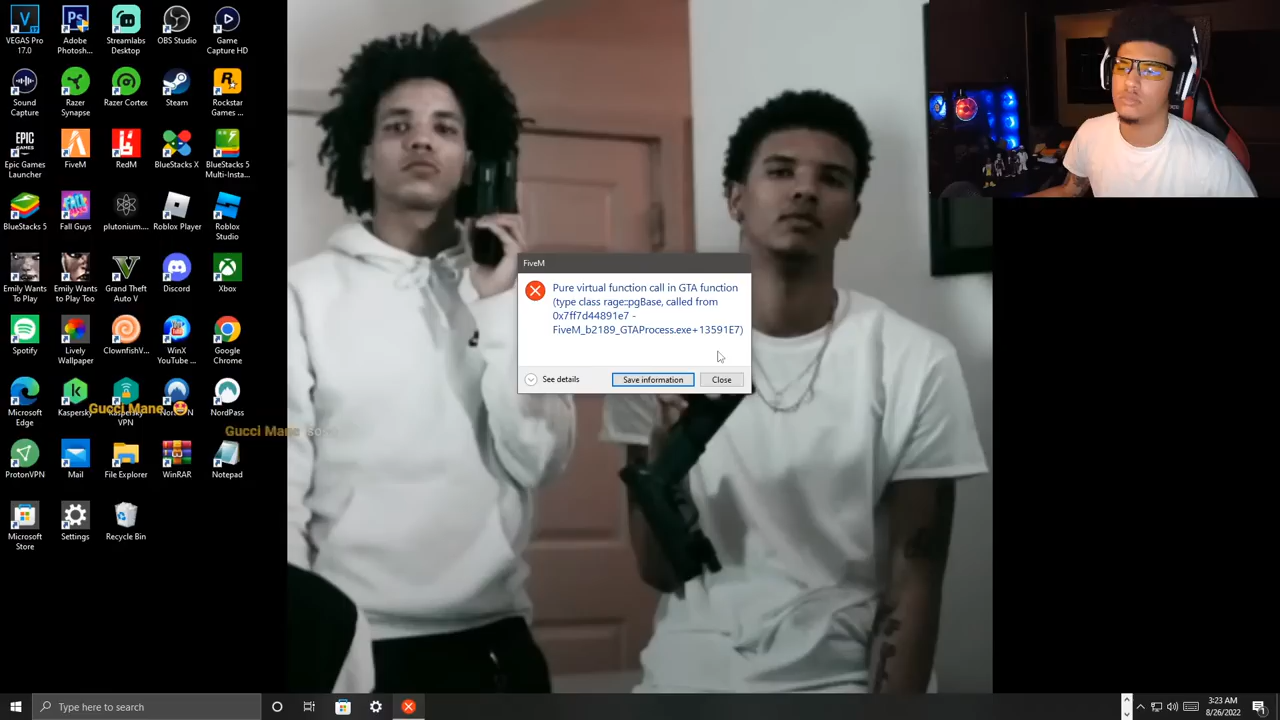 VEGAS Pro
17.0
Adobe
Photosh...
Streamlabs
Desktop
OBS Studio
Game
Capture HD
Sound
Capture
Razer
Synapse
Razer Cortex
Steam
Rockstar
Games ...
Epic Games
Launcher
FiveM
RedM
BlueStacks X
BlueStacks 5
Multi-Insta...
BlueStacks 5
Fall Guys
plutonium....
Roblox Player
Roblox
Studio
Emily Wants
To Play
Emily Wants
to Play Too
Grand Theft
Auto V
Discord
Xbox
Spotify
Lively
Wallpaper
ClownfishV...
WinX
YouTube ...
Google
Chrome
Microsoft
Edge
Kaspersky
VPN
NordPass
Gucci Mane
Gucci Mane
ProtonVPN
Mail
File Explorer
WinRAR
Notepad
Microsoft
Store
Settings
Recycle Bin
FiveM
Pure virtual function call in GTA function
(type class rage::pgBase, called from
0x7ff7d44891e7 -
FiveM_b2189_GTAProcess.exe+13591E7)
See details
Save information
Close
Type here to search
3:23 AM
8/26/2022